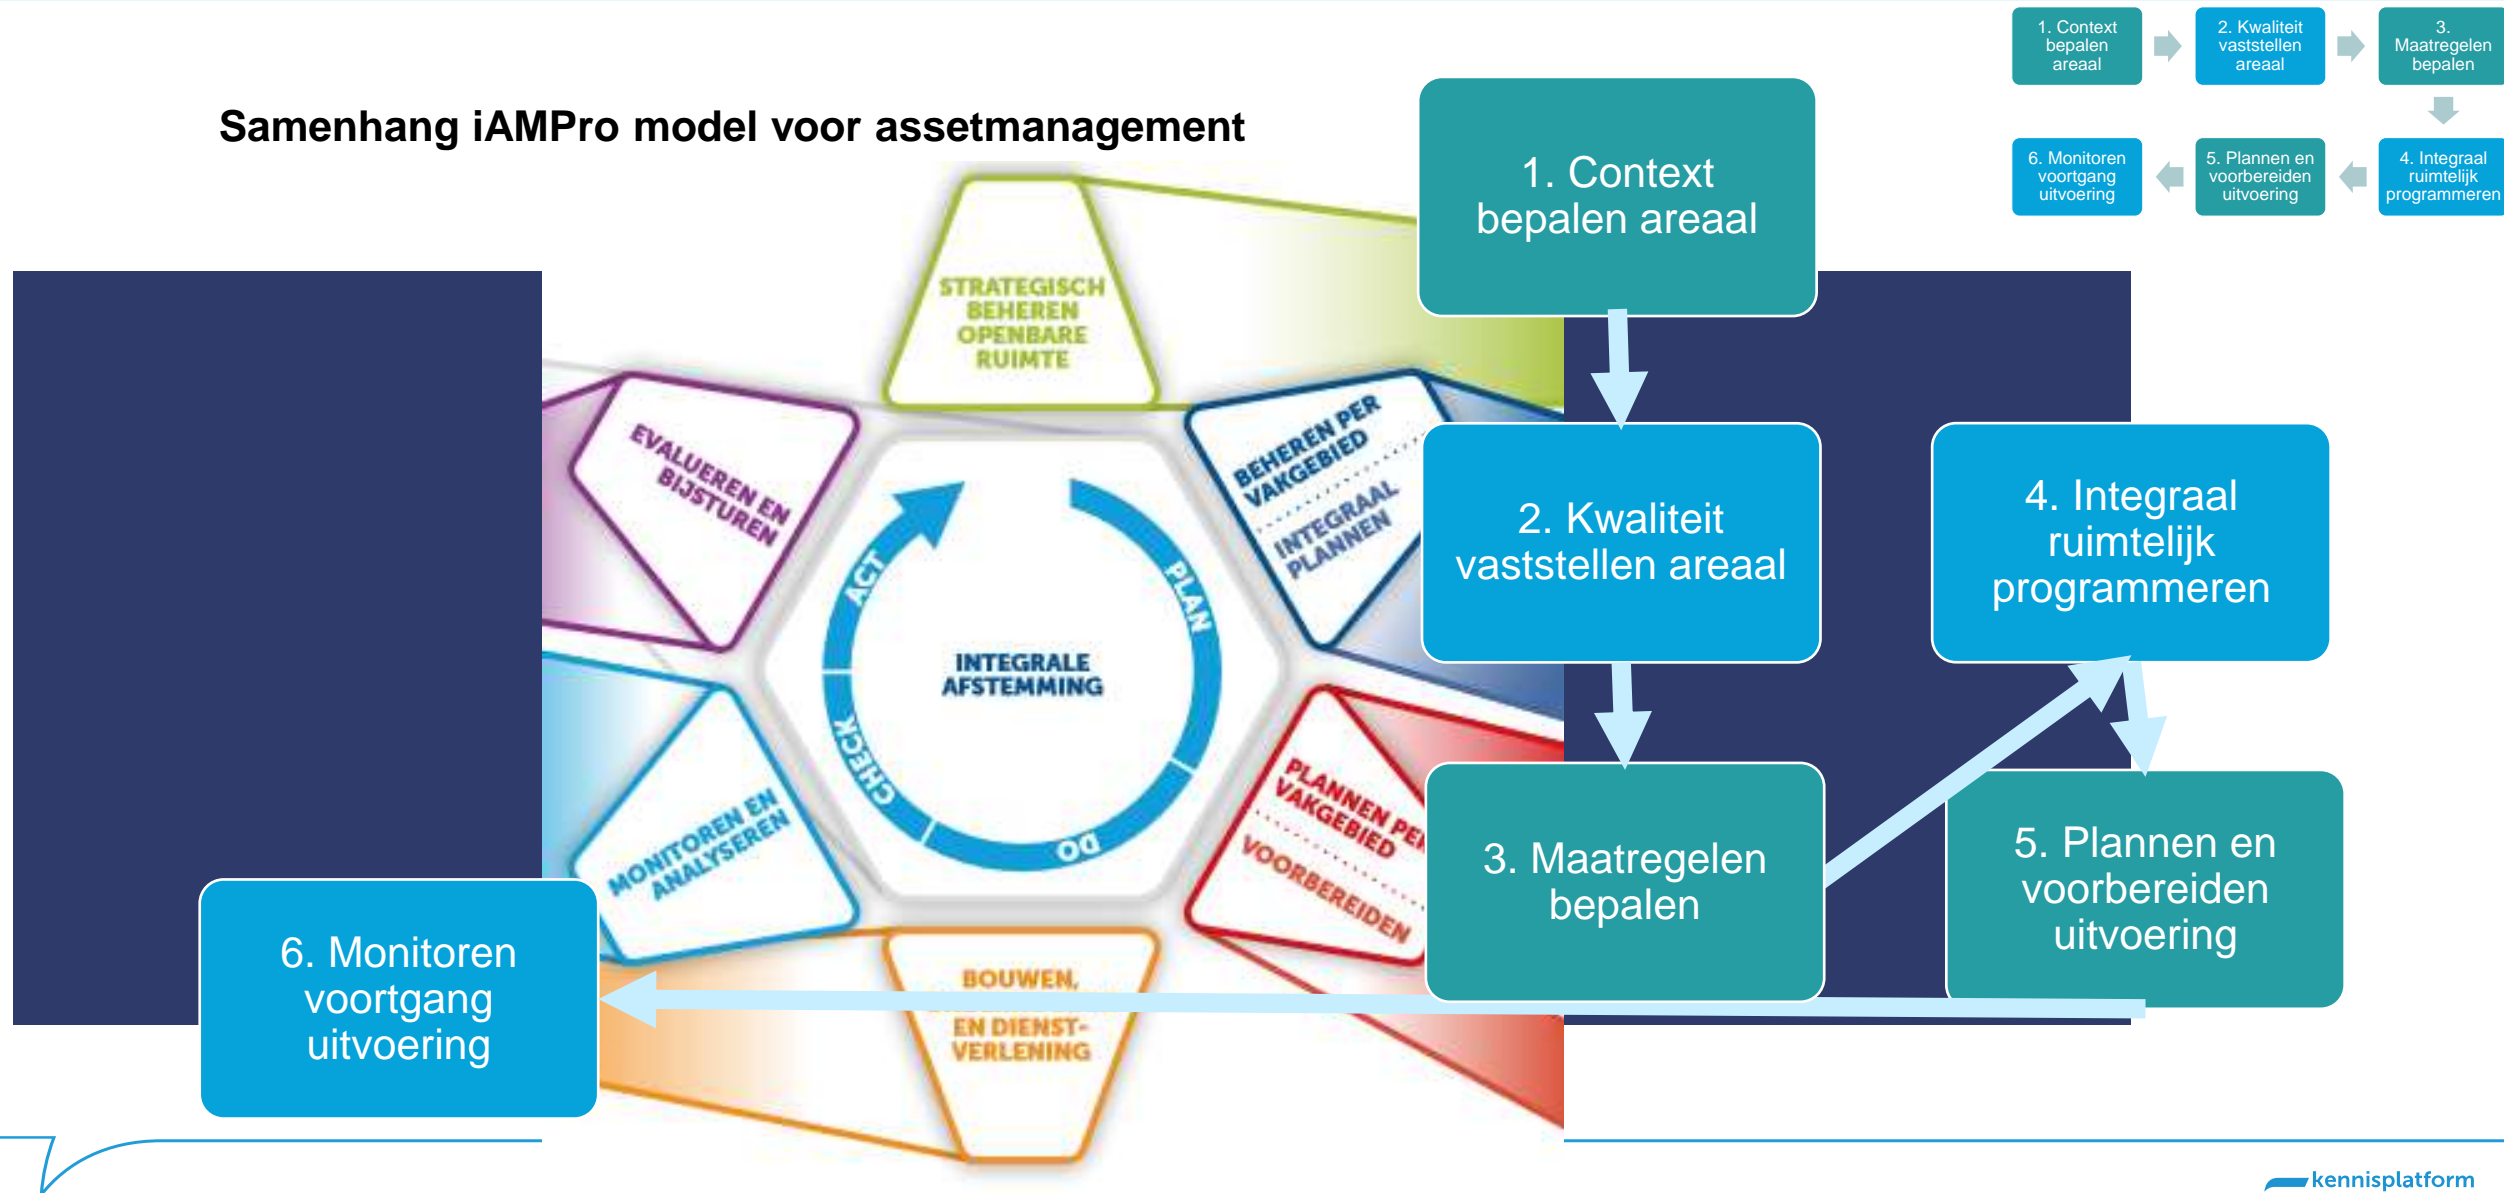 1. Context
bepalen
areaal
2. Kwaliteit
vaststellen
areaal
3.
Maatregelen
bepalen
6. Monitoren
voortgang
uitvoering
5. Plannen en
voorbereiden
uitvoering
4. Integraal
ruimtelijk
programmeren
Samenhang iAMPro model voor assetmanagement
1. Context
bepalen areaal
STRATEGISCH
BEHEREN
OPENBARE
RUIMTE
EVALUEREN EN
BIJSTUREN
BEHEREN PER
VAKGEBIED
INTEGRAAL
PLANNEN
2. Kwaliteit
vaststellen areaal
4. Integraal
ruimtelijk
programmeren
ACT
PLAN
INTEGRALE
AFSTEMMING
CHECK
DO
MONITOREN EN
ANALYSEREN
PLANNEN PER
VAKGEBIED
VOORBEREIDEN
3. Maatregelen
bepalen
5. Plannen en
voorbereiden
uitvoering
6. Monitoren
voortgang
uitvoering
BOUWEN,
EN DIENST-
VERLENING
kennisplatform